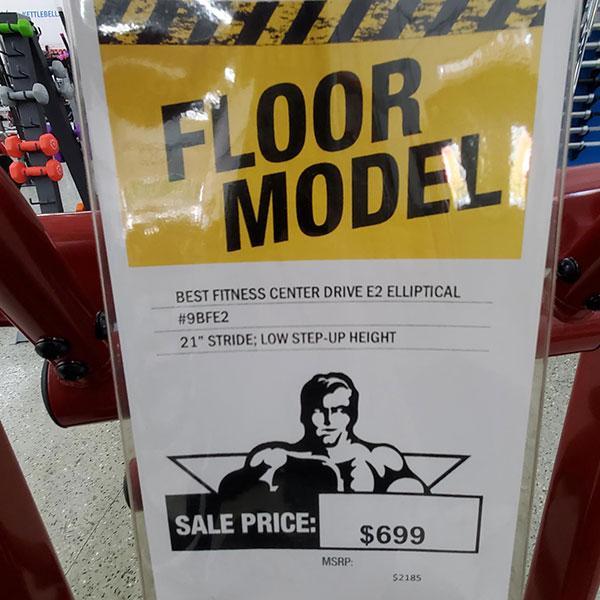 KETTLEBELL
FLOOR
MODEL
BEST FITNESS CENTER DRIVE E2 ELLIPTICAL
#9BFE2
21" STRIDE; LOW STEP-UP HEIGHT
SALE PRICE: $699
MSRP:
$2185